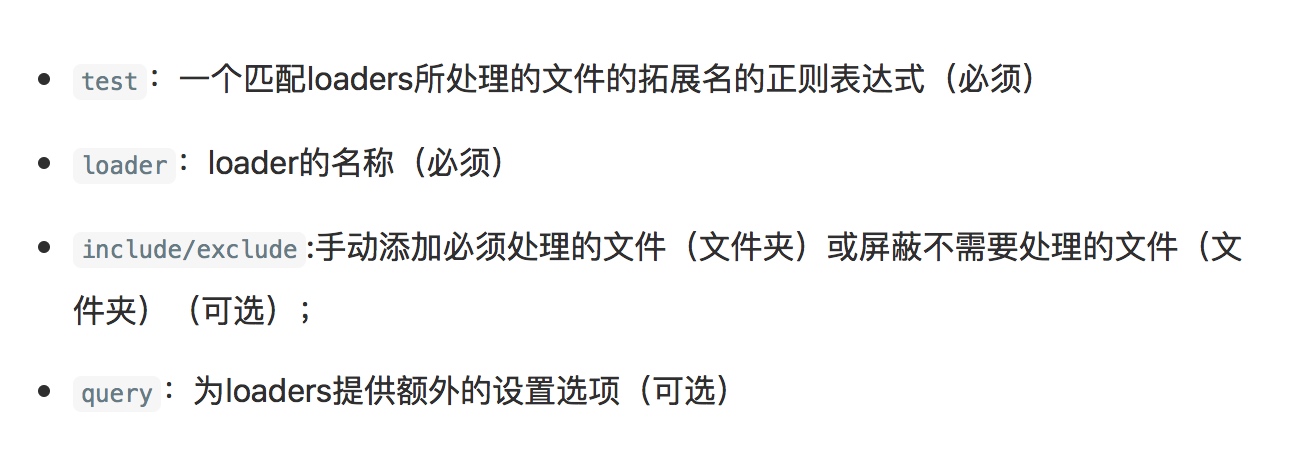 test：一个匹配loaders所处理的文件的拓展名的正则表达式（必须）
loader：loader的名称（必须）
include/exclude:手动添加必须处理的文件（文件夹）或屏蔽不需要处理的文件（文
件夹）（可选）；
query：为loaders提供额外的设置选项（可选）